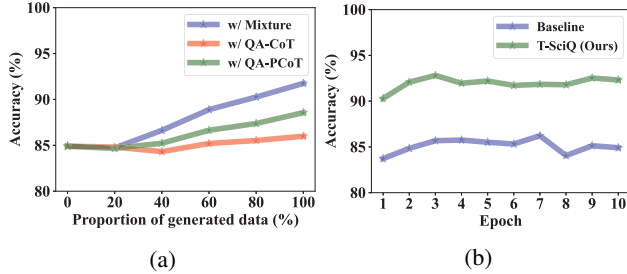 100
95
90
85
80
Accuracy (%)
w/ Mixture
w/ QA-CoT
w/ QA-PCoT
0 20 40 60 80 100
Proportion of generated data (%)
(a)
100
95
90
85
80
Accuracy (%)
Baseline
T-SciQ (Ours)
1 2 3 4 5 6 7 8 9 10
Epoch
(b)